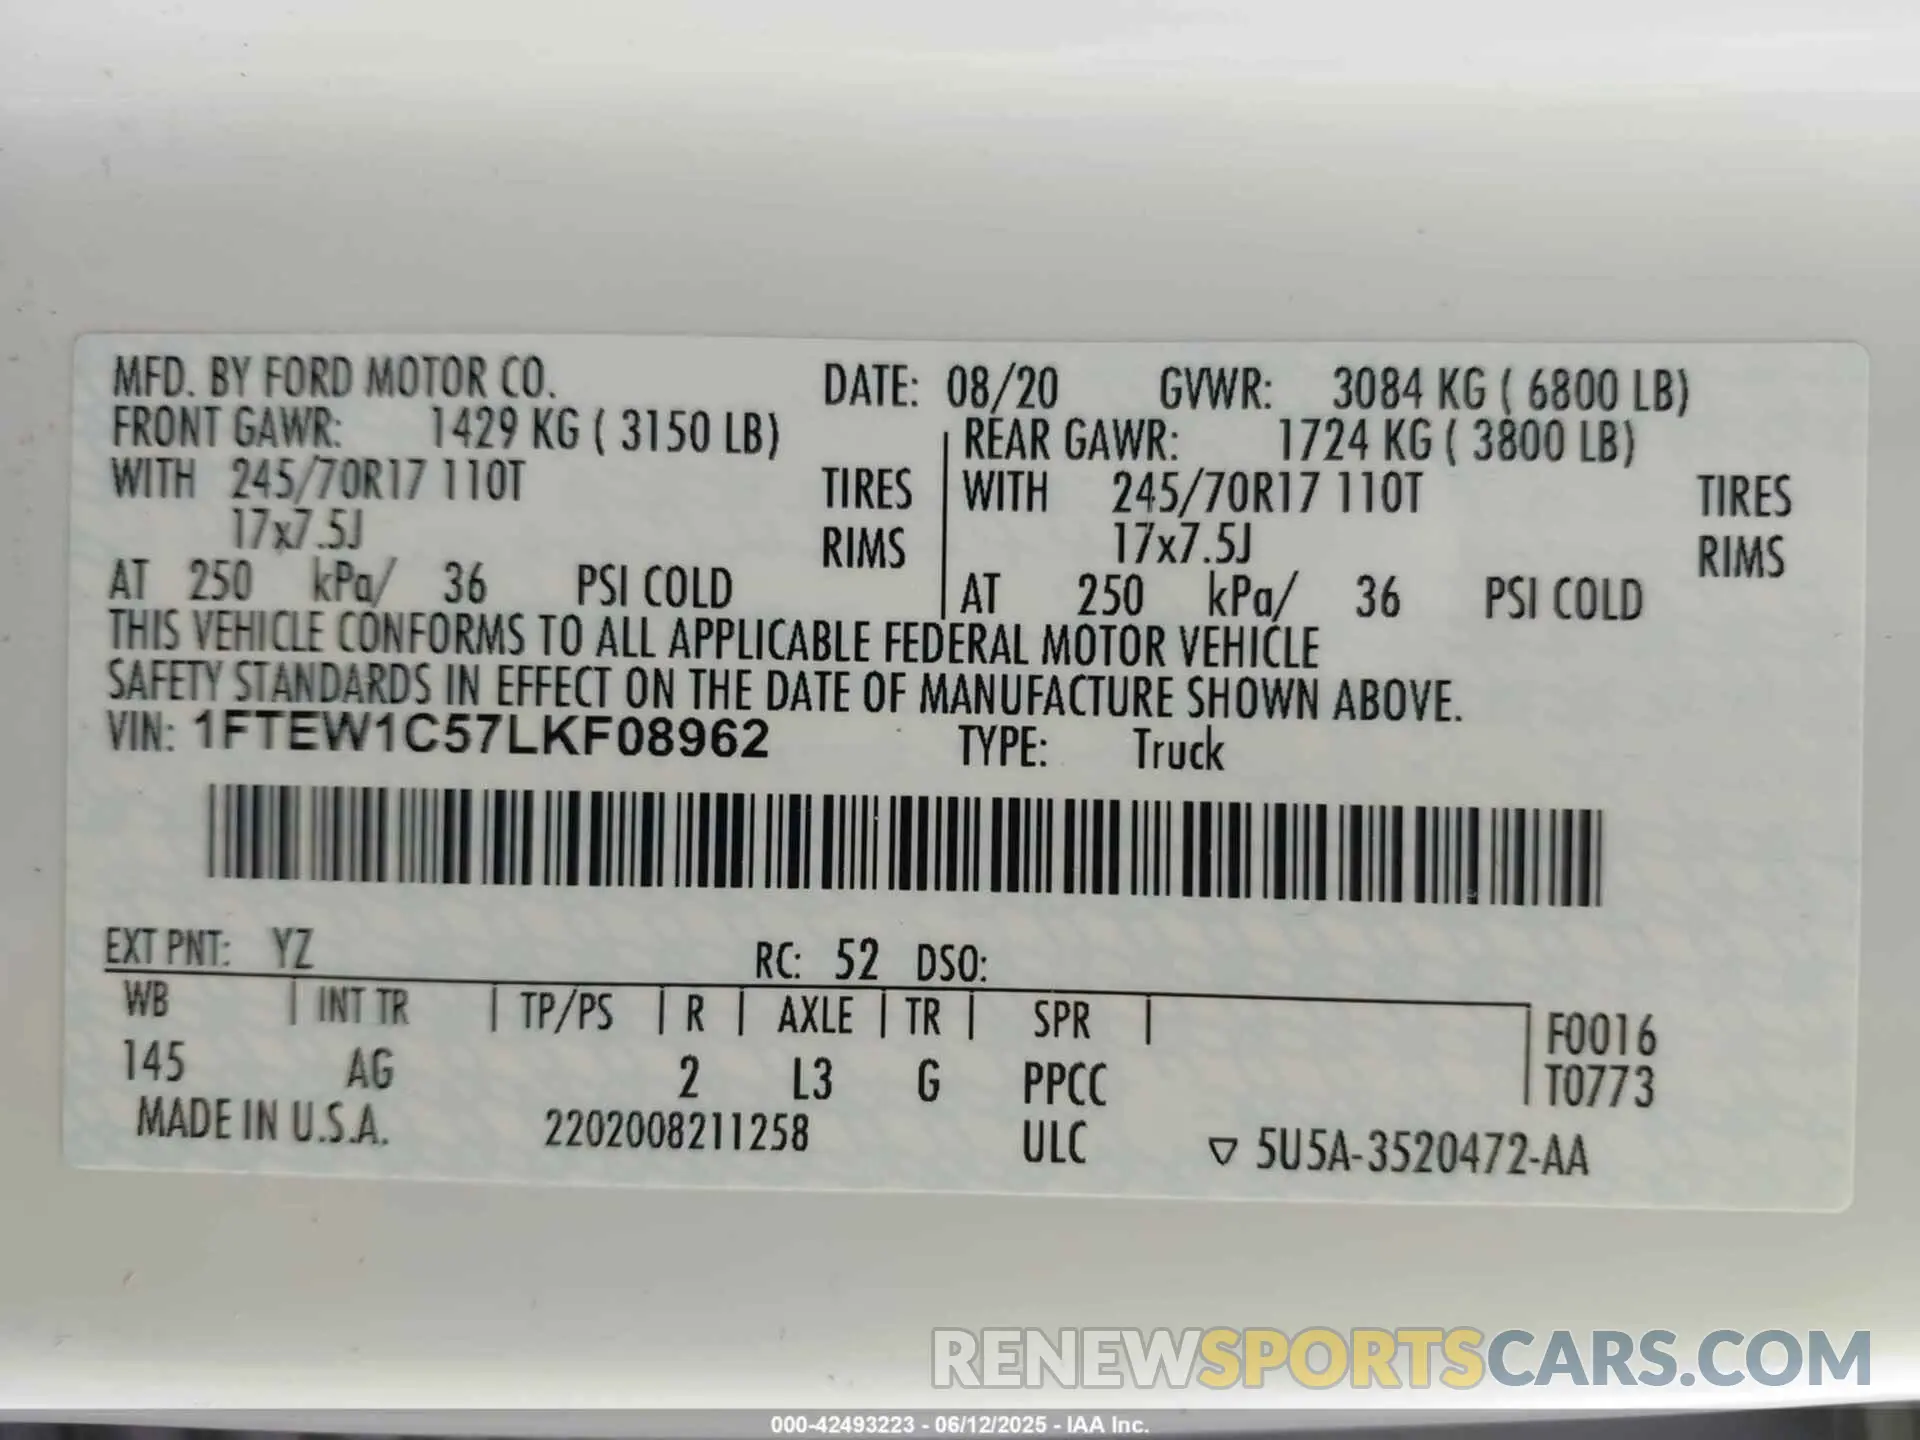 MFD. BY FORD MOTOR CO. DATE: 08/20 GVWR: 3084 KG ( 6800 LB)
FRONT GAWR: 1429 KG ( 3150 LB) REAR GAWR: 1724 KG ( 3800 LB)
WITH 245/70R17 110T TIRES WITH 245/70R17 110T TIRES
17x7.5J RIMS 17x7.5J RIMS
AT 250 kPa/ 36 PSI COLD AT 250 kPa/ 36 PSI COLD
THIS VEHICLE CONFORMS TO ALL APPLICABLE FEDERAL MOTOR VEHICLE
SAFETY STANDARDS IN EFFECT ON THE DATE OF MANUFACTURE SHOWN ABOVE.
VIN: 1FTEW1C57LKF08962 TYPE: Truck
EXT PNT: YZ RC: 52 DSO:
WB | INT TR | TP/PS | R | AXLE | TR | SPR | F0016
145 AG 2 L3 G PPCC T0773
MADE IN U.S.A. 2202008211258 ULC ▽ 5U5A-3520472-AA
RENEWSPORTSCARS.COM
000-42493223 - 06/12/2025 - IAA Inc.